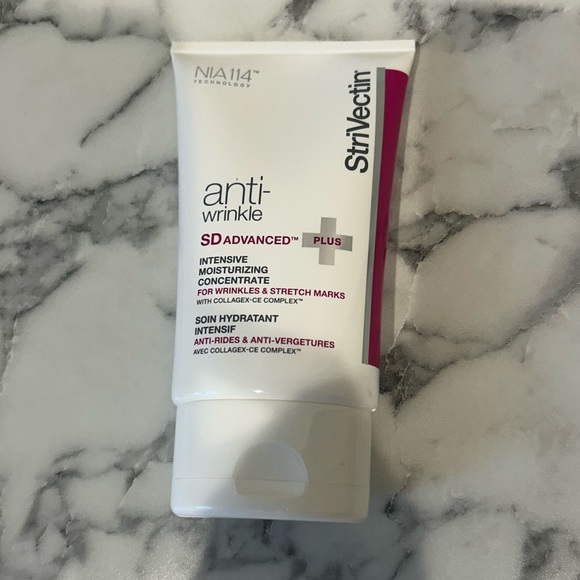 NIA114™
TECHNOLOGY
StriVectin®
anti-
wrinkle
SD ADVANCED™ PLUS
INTENSIVE
MOISTURIZING
CONCENTRATE
FOR WRINKLES & STRETCH MARKS
WITH COLLAGEX-CE COMPLEX™
SOIN HYDRATANT
INTENSIF
ANTI-RIDES & ANTI-VERGETURES
AVEC COLLAGEX-CE COMPLEX™